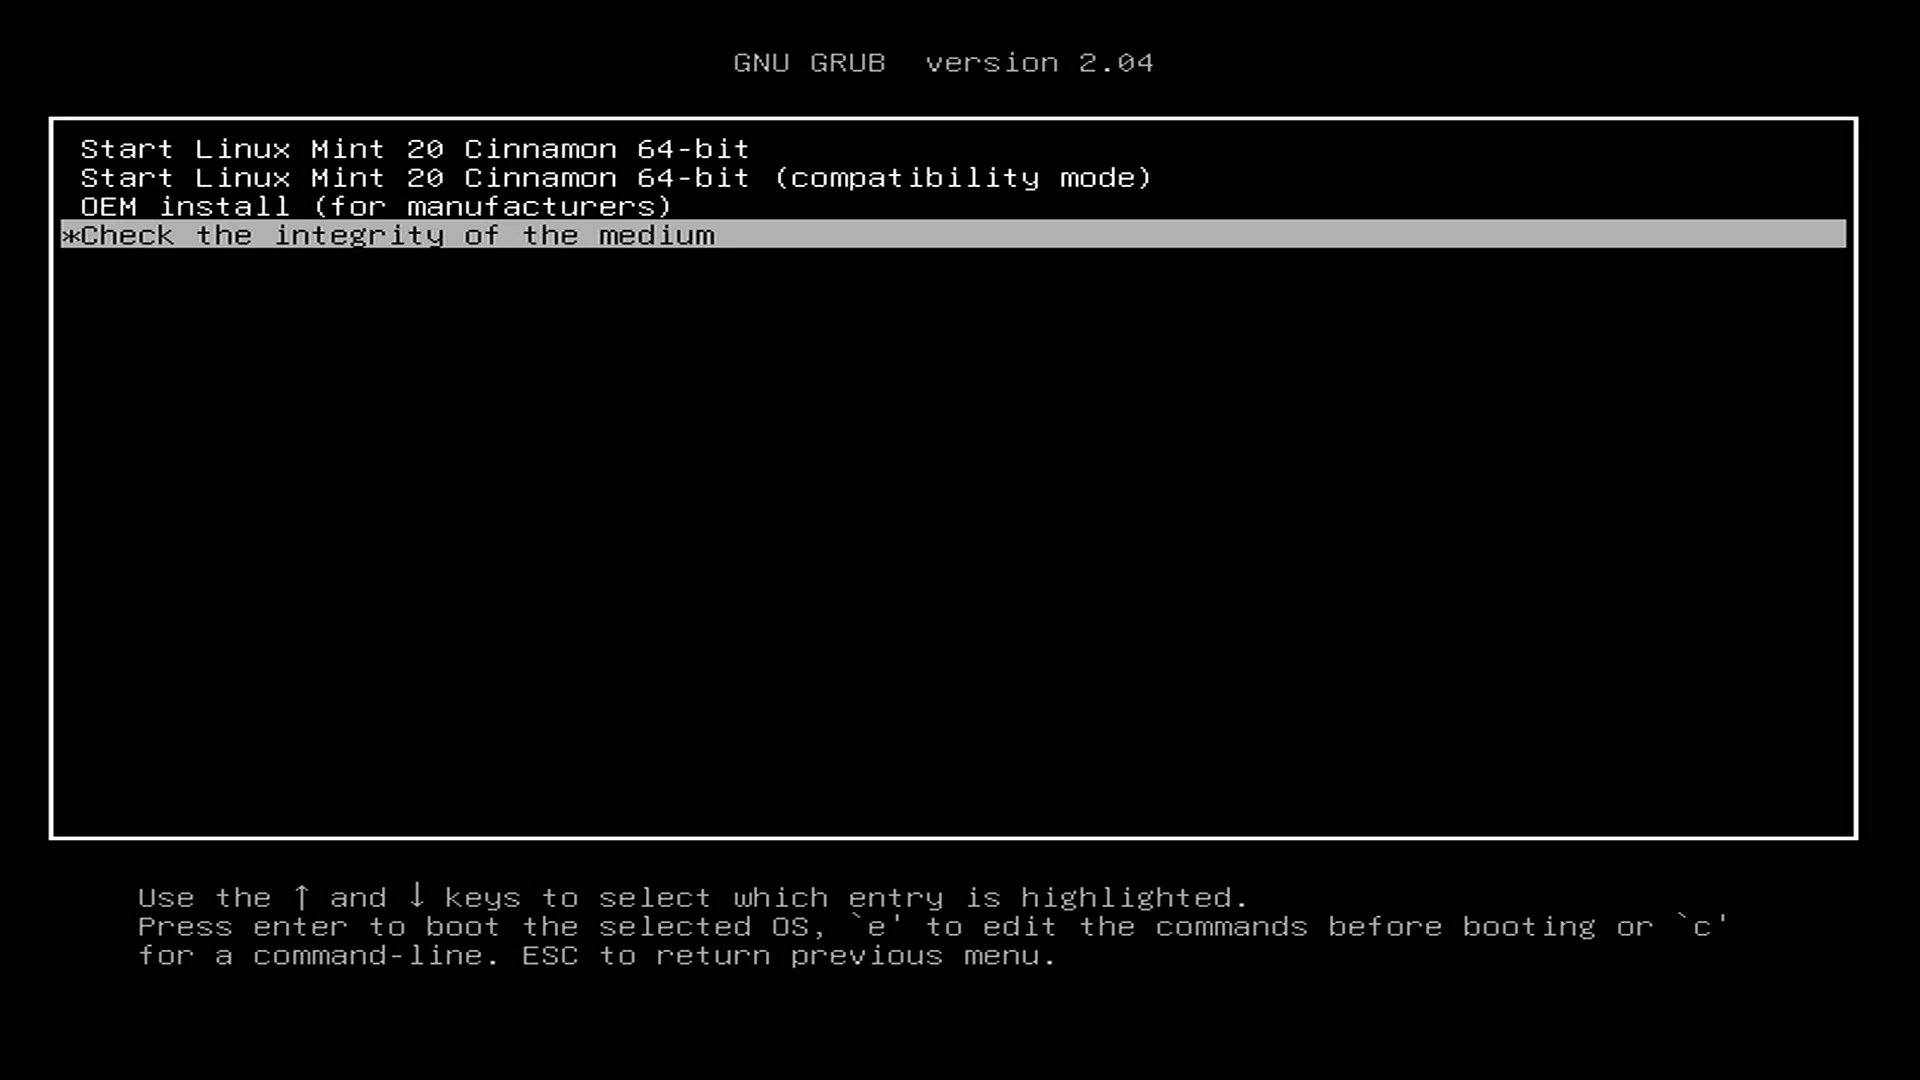 GNU GRUB  version 2.04
Start Linux Mint 20 Cinnamon 64-bit
Start Linux Mint 20 Cinnamon 64-bit (compatibility mode)
OEM install (for manufacturers)
*Check the integrity of the medium
Use the ↑ and ↓ keys to select which entry is highlighted.
Press enter to boot the selected OS, `e' to edit the commands before booting or `c'
for a command-line. ESC to return previous menu.